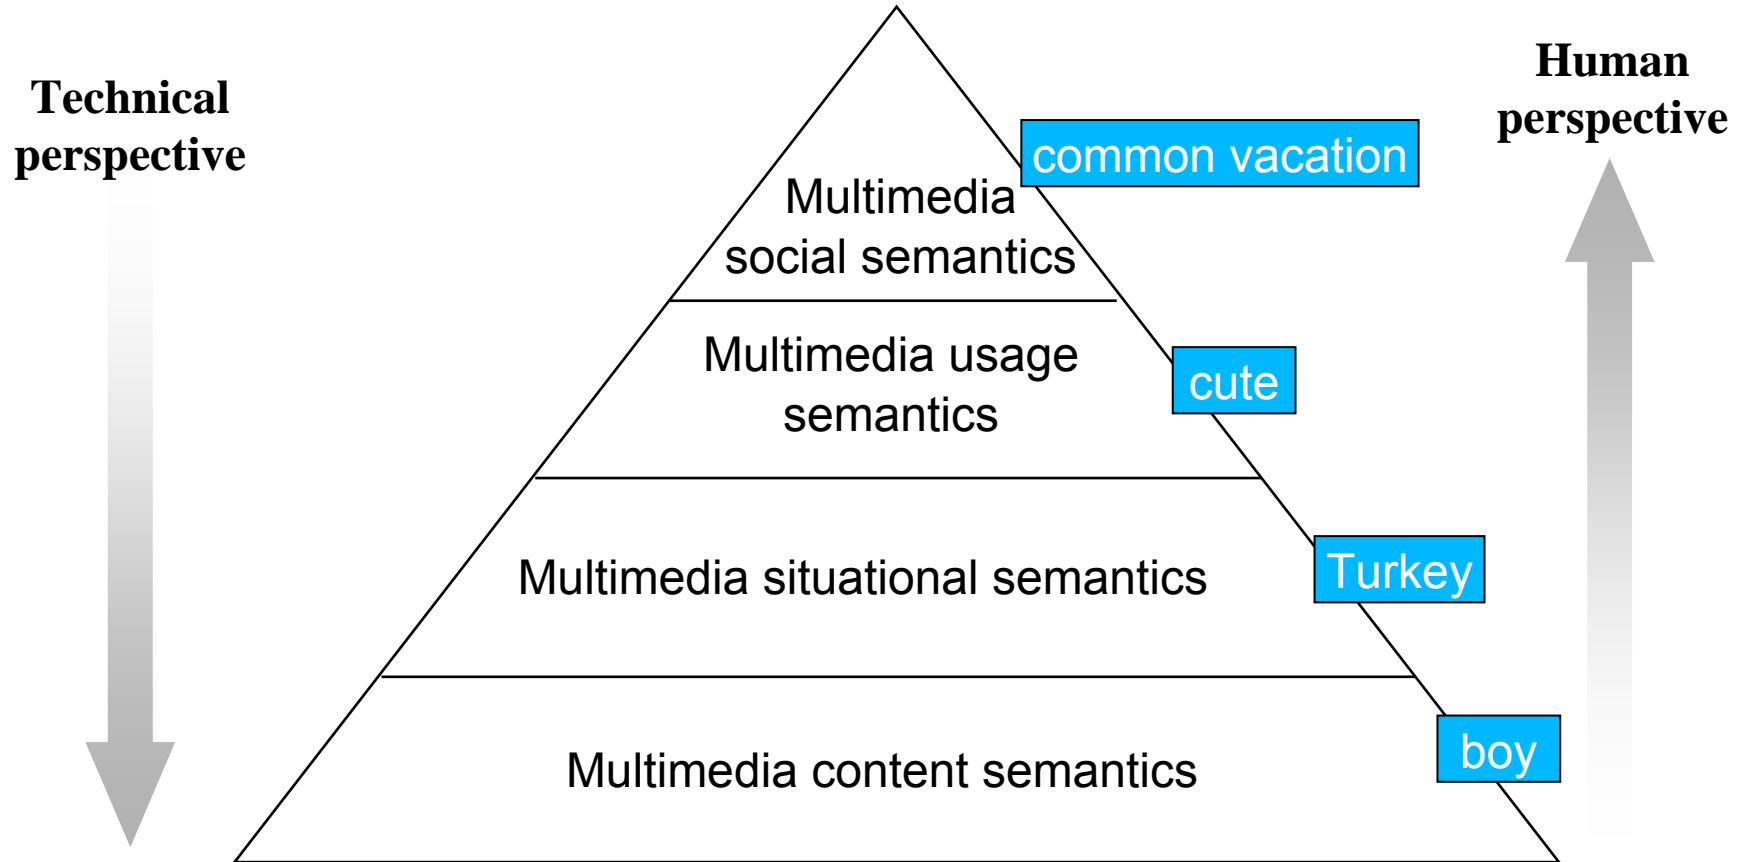 Technical
perspective
Human
perspective
common vacation
Multimedia
social semantics
Multimedia usage
semantics
cute
Multimedia situational semantics
Turkey
Multimedia content semantics
boy